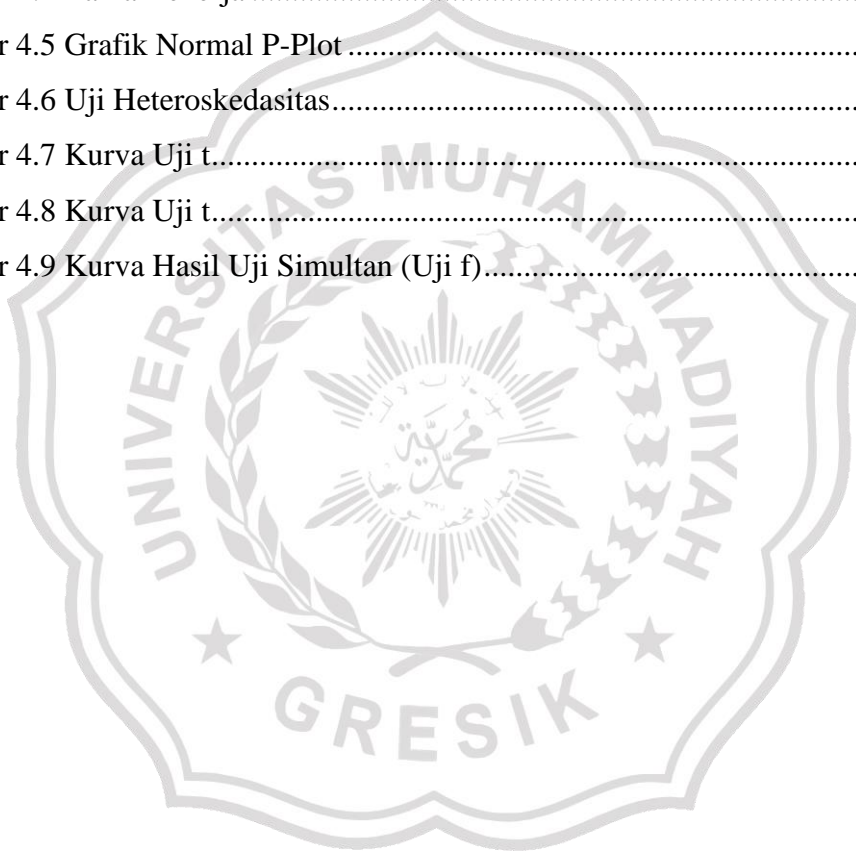 r 4.5 Grafik Normal P-Plot
r 4.6 Uji Heteroskedasitas
r 4.7 Kurva Uji t
r 4.8 Kurva Uji t
r 4.9 Kurva Hasil Uji Simultan (Uji f)
UNIVERSITAS MUHAMMADIYAH
GRESIK